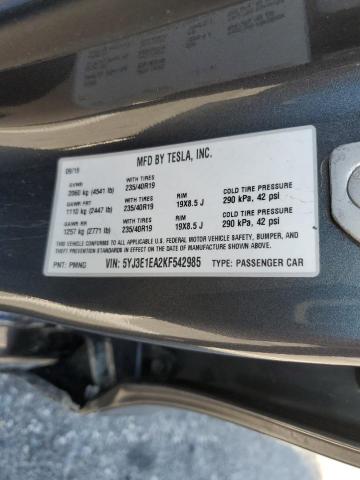 MFD BY TESLA, INC.
09/19
GVWR 2060 kg (4541 lb) WITH TIRES 235/40R19
GAWR FRT 1110 kg (2447 lb) WITH TIRES 235/40R19 RIM 19X8.5 J COLD TIRE PRESSURE 290 kPa, 42 psi
GAWR RR 1257 kg (2771 lb) WITH TIRES 235/40R19 RIM 19X8.5 J COLD TIRE PRESSURE 290 kPa, 42 psi
THIS VEHICLE CONFORMS TO ALL APPLICABLE U.S. FEDERAL MOTOR VEHICLE SAFETY, BUMPER, AND
THEFT PREVENTION STANDARDS IN EFFECT ON THE DATE OF MANUFACTURE SHOWN ABOVE.
PNT: PMNG VIN: 5YJ3E1EA2KF542985 TYPE: PASSENGER CAR